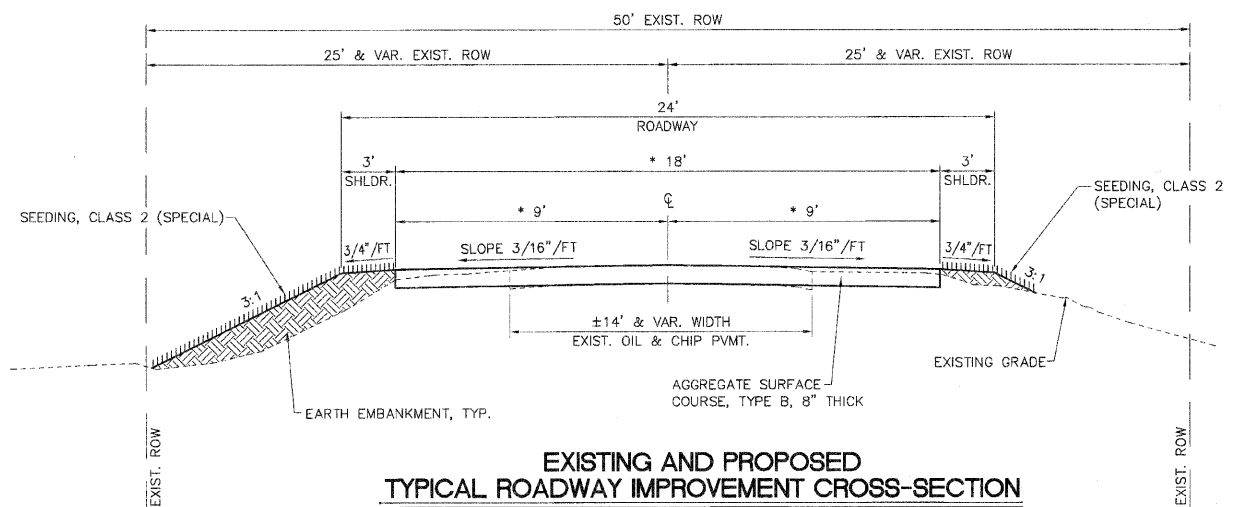 50' EXIST. ROW
25' & VAR. EXIST. ROW
25' & VAR. EXIST. ROW
24'
ROADWAY
3'
SHLDR.
* 18'
3'
SHLDR.
SEEDING, CLASS 2 (SPECIAL)
SEEDING, CLASS 2
(SPECIAL)
℄
* 9'
* 9'
3/4"/FT
SLOPE 3/16"/FT
SLOPE 3/16"/FT
3/4"/FT
3:1
3:1
±14' & VAR. WIDTH
EXIST. OIL & CHIP PVMT.
EXISTING GRADE
AGGREGATE SURFACE
COURSE, TYPE B, 8" THICK
EARTH EMBANKMENT, TYP.
EXIST. ROW
EXIST. ROW
EXISTING AND PROPOSED
TYPICAL ROADWAY IMPROVEMENT CROSS-SECTION